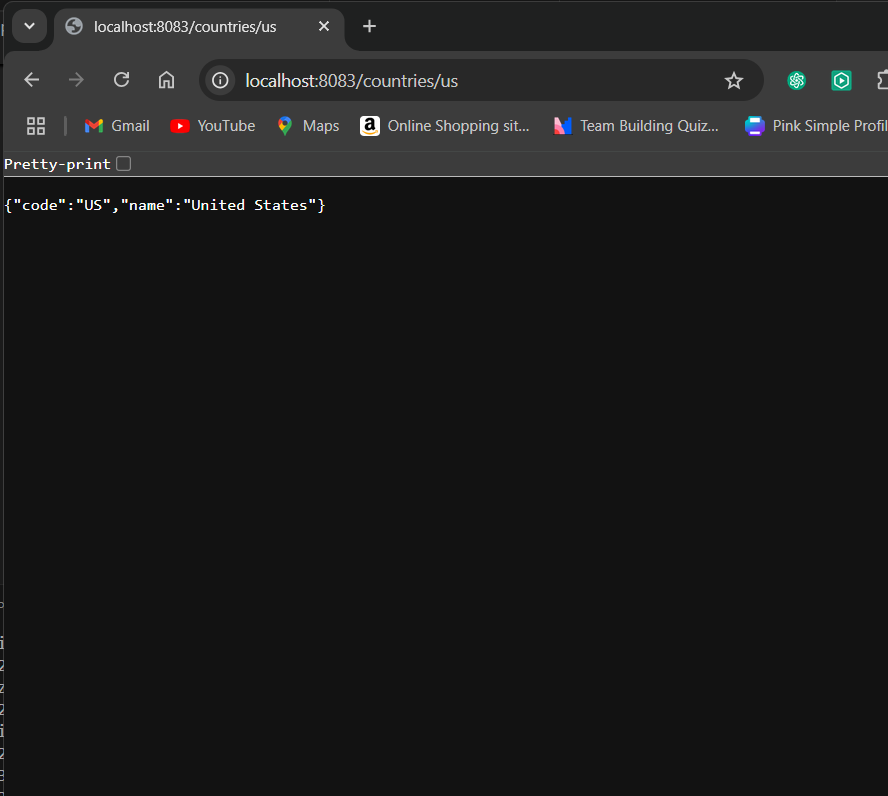 localhost:8083/countries/us
localhost:8083/countries/us
Gmail YouTube Maps Online Shopping sit... Team Building Quiz... Pink Simple Profil
Pretty-print
{"code":"US","name":"United States"}